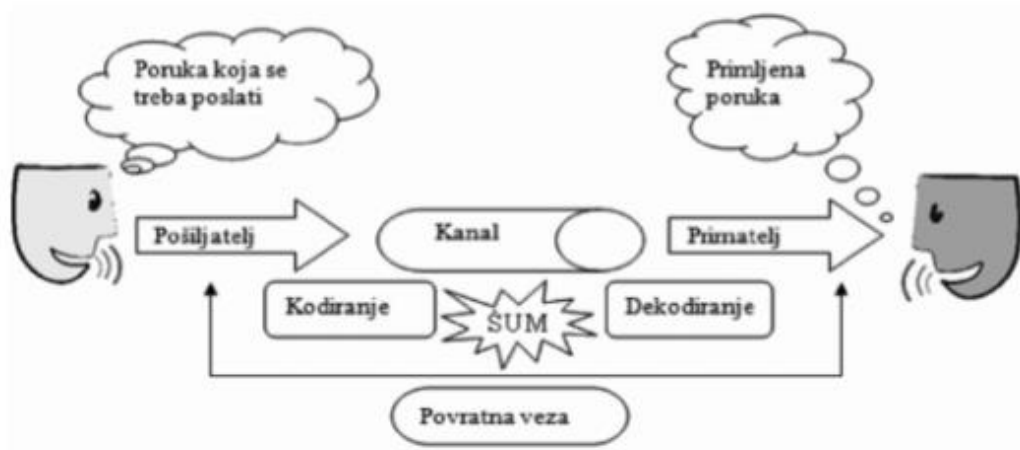 Poruka koja se
treba poslati
Primljena
poruka
Pošiljatelj
Kanal
Primatelj
Kodiranje
ŠUM
Dekodiranje
Povratna veza